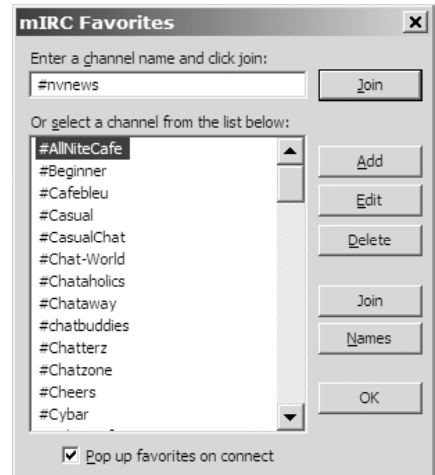 mIRC Favorites
Enter a channel name and click join:
#nvnews
Join
Or select a channel from the list below:
#AllNiteCafe
#Beginner
#Cafebleu
#Casual
#CasualChat
#Chat-World
#Chataholics
#Chataway
#chatbuddies
#Chatterz
#Chatzone
#Cheers
#Cybar
Add
Edit
Delete
Join
Names
OK
Pop up favorites on connect